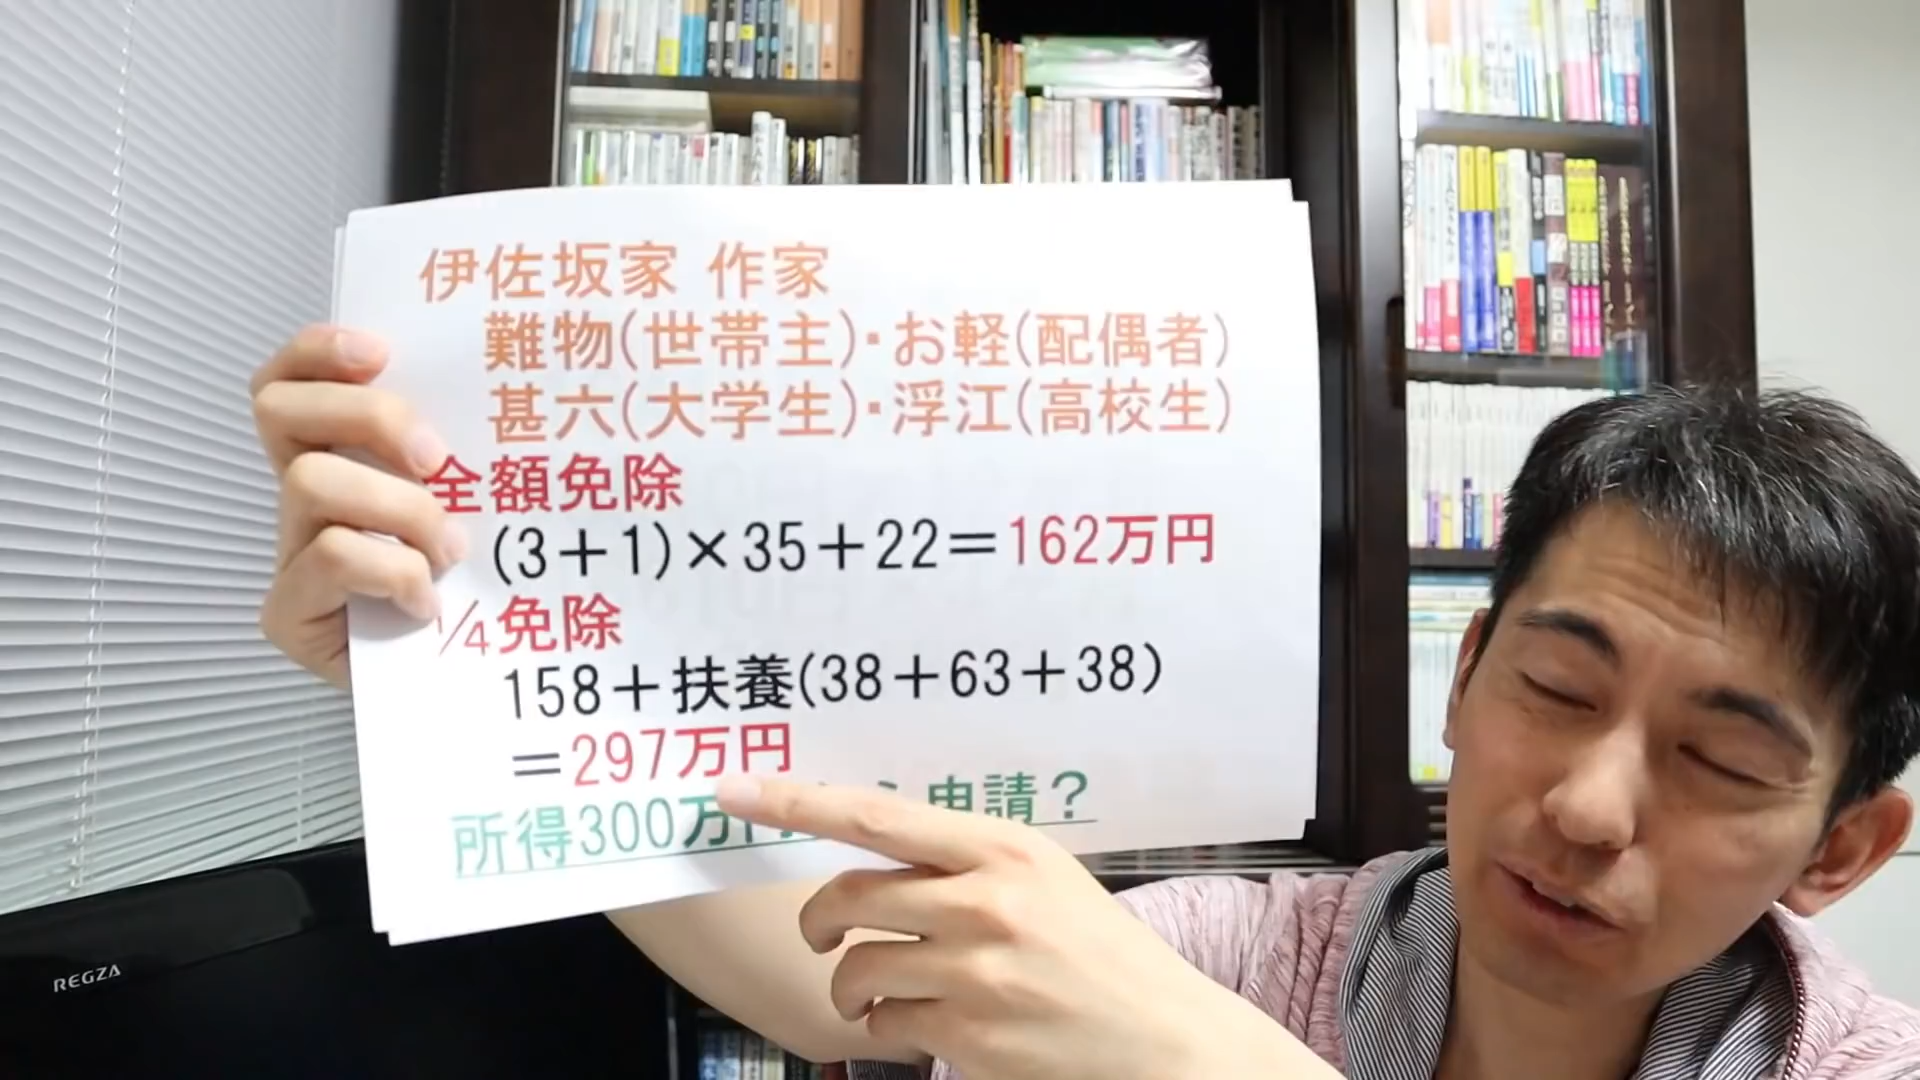 伊佐坂家 作家
難物(世帯主)・お軽(配偶者)
甚六(大学生)・浮江(高校生)
全額免除
(3+1)×35+22=162万円
1/4免除
158+扶養(38+63+38)
=297万円
所得300万円 申請?
REGZA